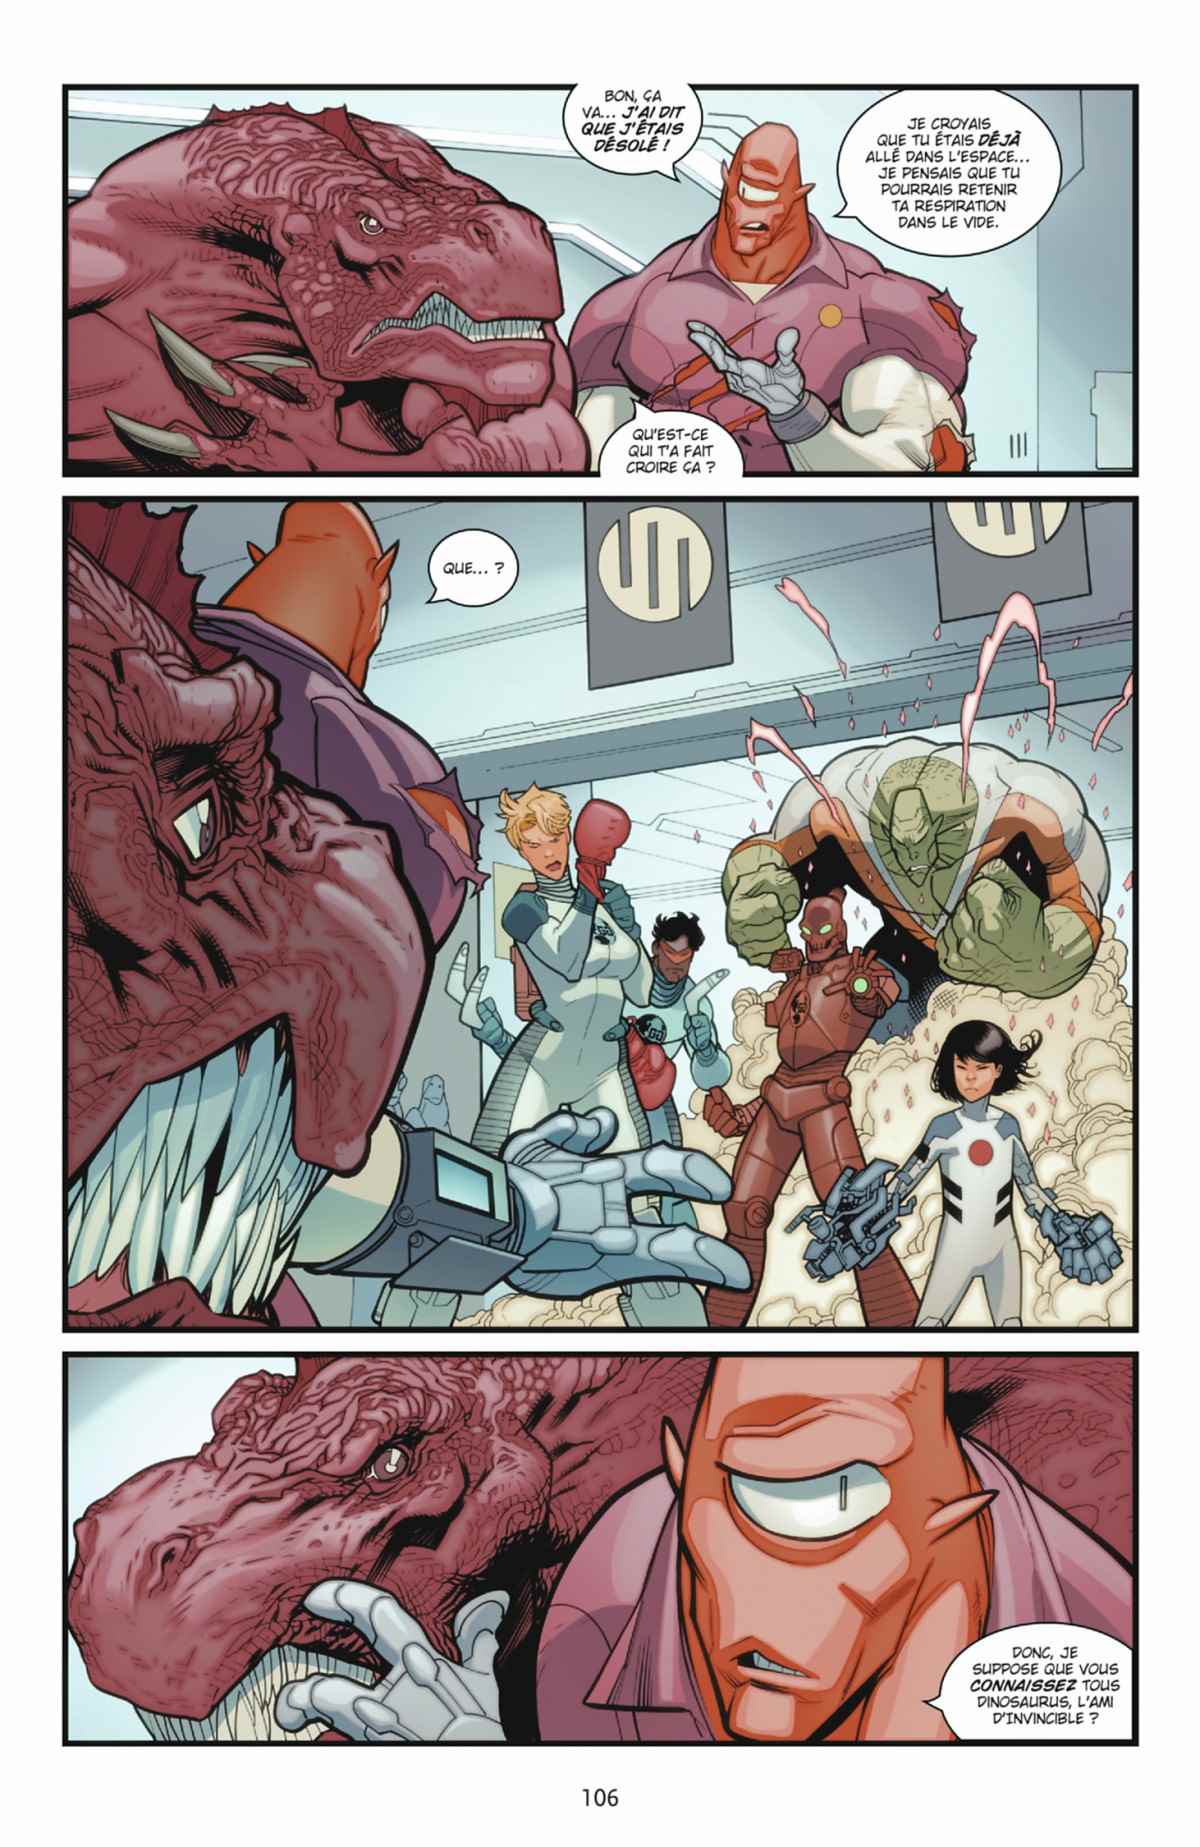 BON, ÇA
VA... J'AI DIT
QUE J'ÉTAIS
DÉSOLÉ !
JE CROYAIS
QUE TU ÉTAIS DÉJÀ
ALLÉ DANS L'ESPACE...
JE PENSAIS QUE TU
POURRAIS RETENIR
TA RESPIRATION
DANS LE VIDE.
QU'EST-CE
QUI T'A FAIT
CROIRE ÇA ?
QUE... ?
DONC, JE
SUPPOSE QUE VOUS
CONNAISSEZ TOUS
DINOSAURUS, L'AMI
D'INVINCIBLE ?
106